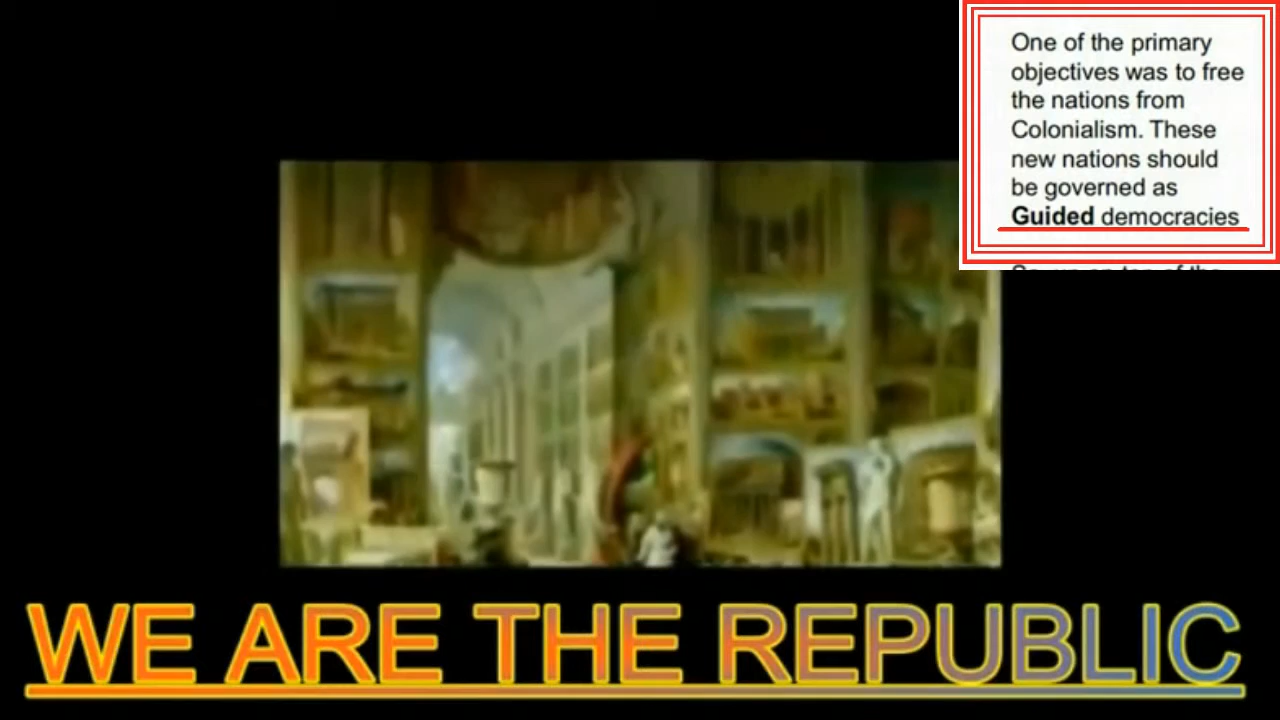 One of the primary
objectives was to free
the nations from
Colonialism. These
new nations should
be governed as
Guided democracies
WE ARE THE REPUBLIC